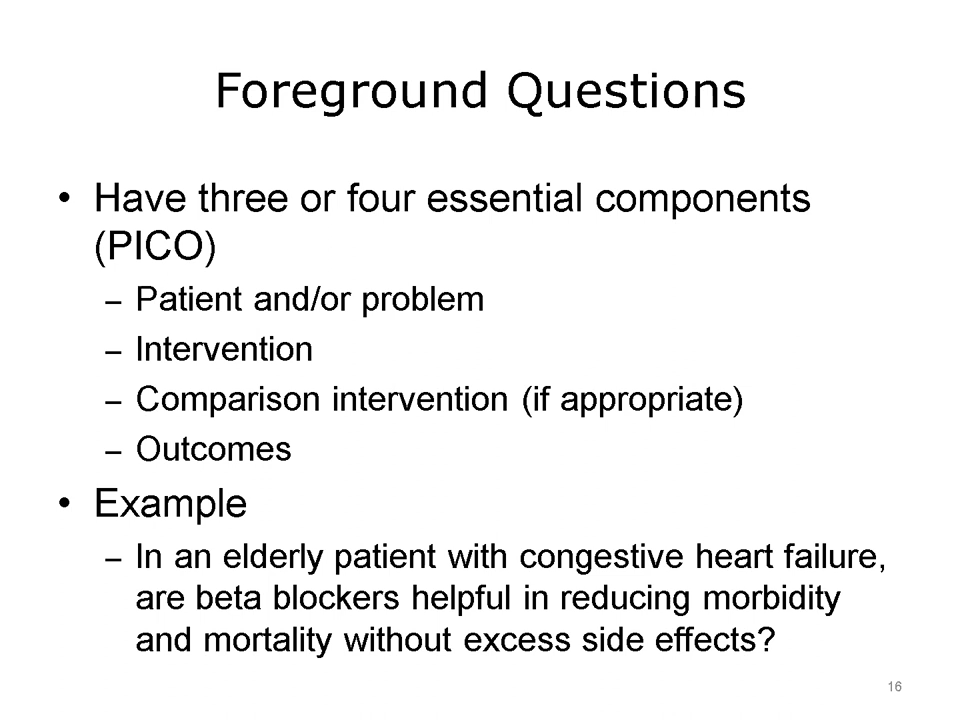 Foreground Questions
• Have three or four essential components
(PICO)
– Patient and/or problem
– Intervention
– Comparison intervention (if appropriate)
– Outcomes
• Example
– In an elderly patient with congestive heart failure,
are beta blockers helpful in reducing morbidity
and mortality without excess side effects?
16